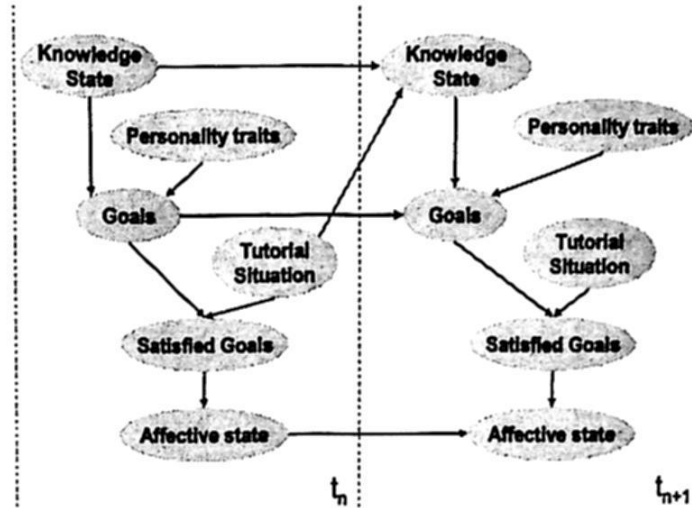 Knowledge
State
Personality traits
Goals
Tutorial
Situation
Satisfied Goals
Affective state
tn
Knowledge
State
Personality traits
Goals
Tutorial
Situation
Satisfied Goals
Affective state
tn+1